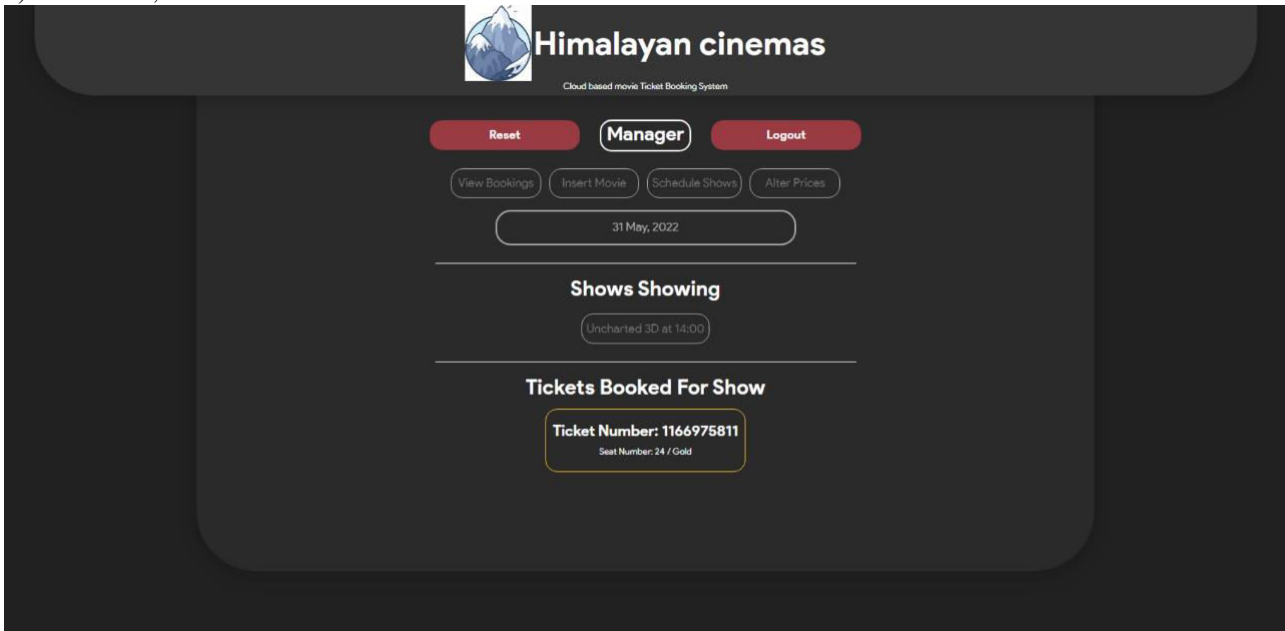 Himalayan cinemas
Cloud based movie Ticket Booking System
Reset Manager Logout
View Bookings Insert Movie Schedule Shows Alter Prices
31 May, 2022
Shows Showing
Uncharted 3D at 14:00
Tickets Booked For Show
Ticket Number: 1166975811
Seat Number: 24 / Gold